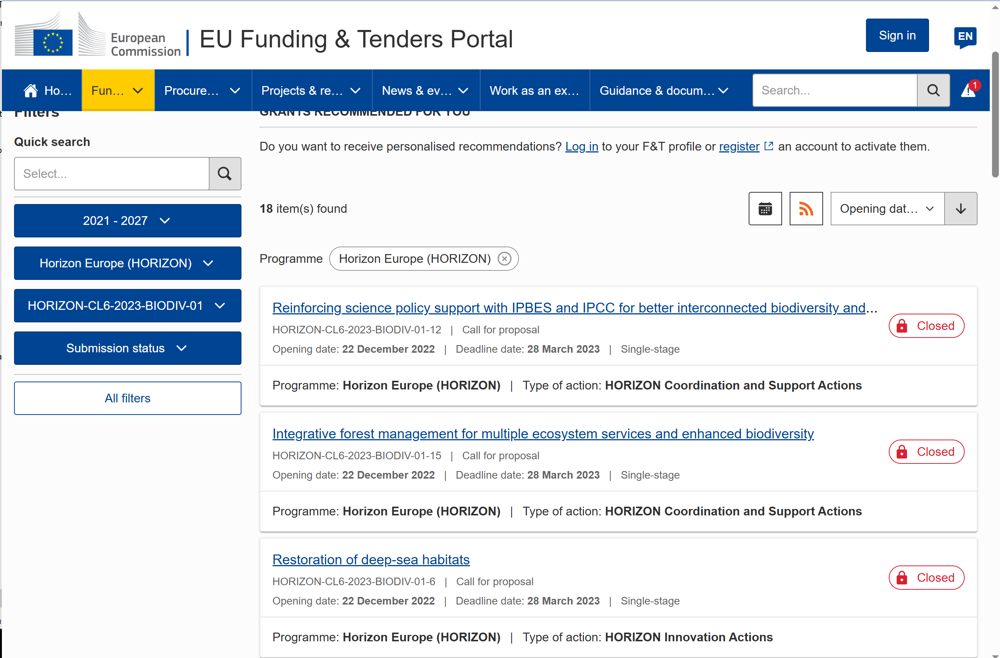 European
Commission
EU Funding & Tenders Portal
Sign in
EN
Ho...
Fun...
Procure...
Projects & re...
News & ev...
Work as an ex...
Guidance & docum...
Search...
1
Filters
GRANTS RECOMMENDED FOR YOU
Quick search
Select...
2021 - 2027
Horizon Europe (HORIZON)
HORIZON-CL6-2023-BIODIV-01
Submission status
All filters
Do you want to receive personalised recommendations? Log in to your F&T profile or register an account to activate them.
18 item(s) found
Opening dat...
Programme Horizon Europe (HORIZON)
Reinforcing science policy support with IPBES and IPCC for better interconnected biodiversity and...
HORIZON-CL6-2023-BIODIV-01-12 | Call for proposal
Closed
Opening date: 22 December 2022 | Deadline date: 28 March 2023 | Single-stage
Programme: Horizon Europe (HORIZON) | Type of action: HORIZON Coordination and Support Actions
Integrative forest management for multiple ecosystem services and enhanced biodiversity
HORIZON-CL6-2023-BIODIV-01-15 | Call for proposal
Closed
Opening date: 22 December 2022 | Deadline date: 28 March 2023 | Single-stage
Programme: Horizon Europe (HORIZON) | Type of action: HORIZON Coordination and Support Actions
Restoration of deep-sea habitats
HORIZON-CL6-2023-BIODIV-01-6 | Call for proposal
Closed
Opening date: 22 December 2022 | Deadline date: 28 March 2023 | Single-stage
Programme: Horizon Europe (HORIZON) | Type of action: HORIZON Innovation Actions